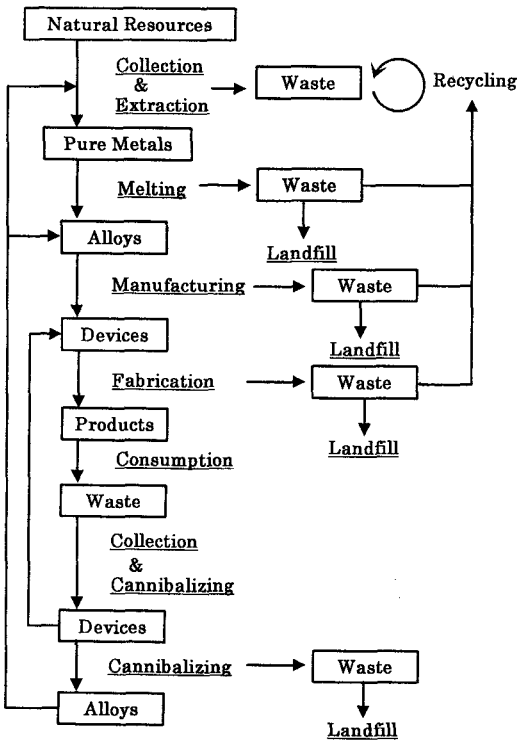 Natural Resources
Collection
&
Extraction
Waste
Recycling
Pure Metals
Melting
Waste
Alloys
Landfill
Manufacturing
Waste
Devices
Landfill
Fabrication
Waste
Products
Landfill
Consumption
Waste
Collection
&
Cannibalizing
Devices
Cannibalizing
Waste
Alloys
Landfill